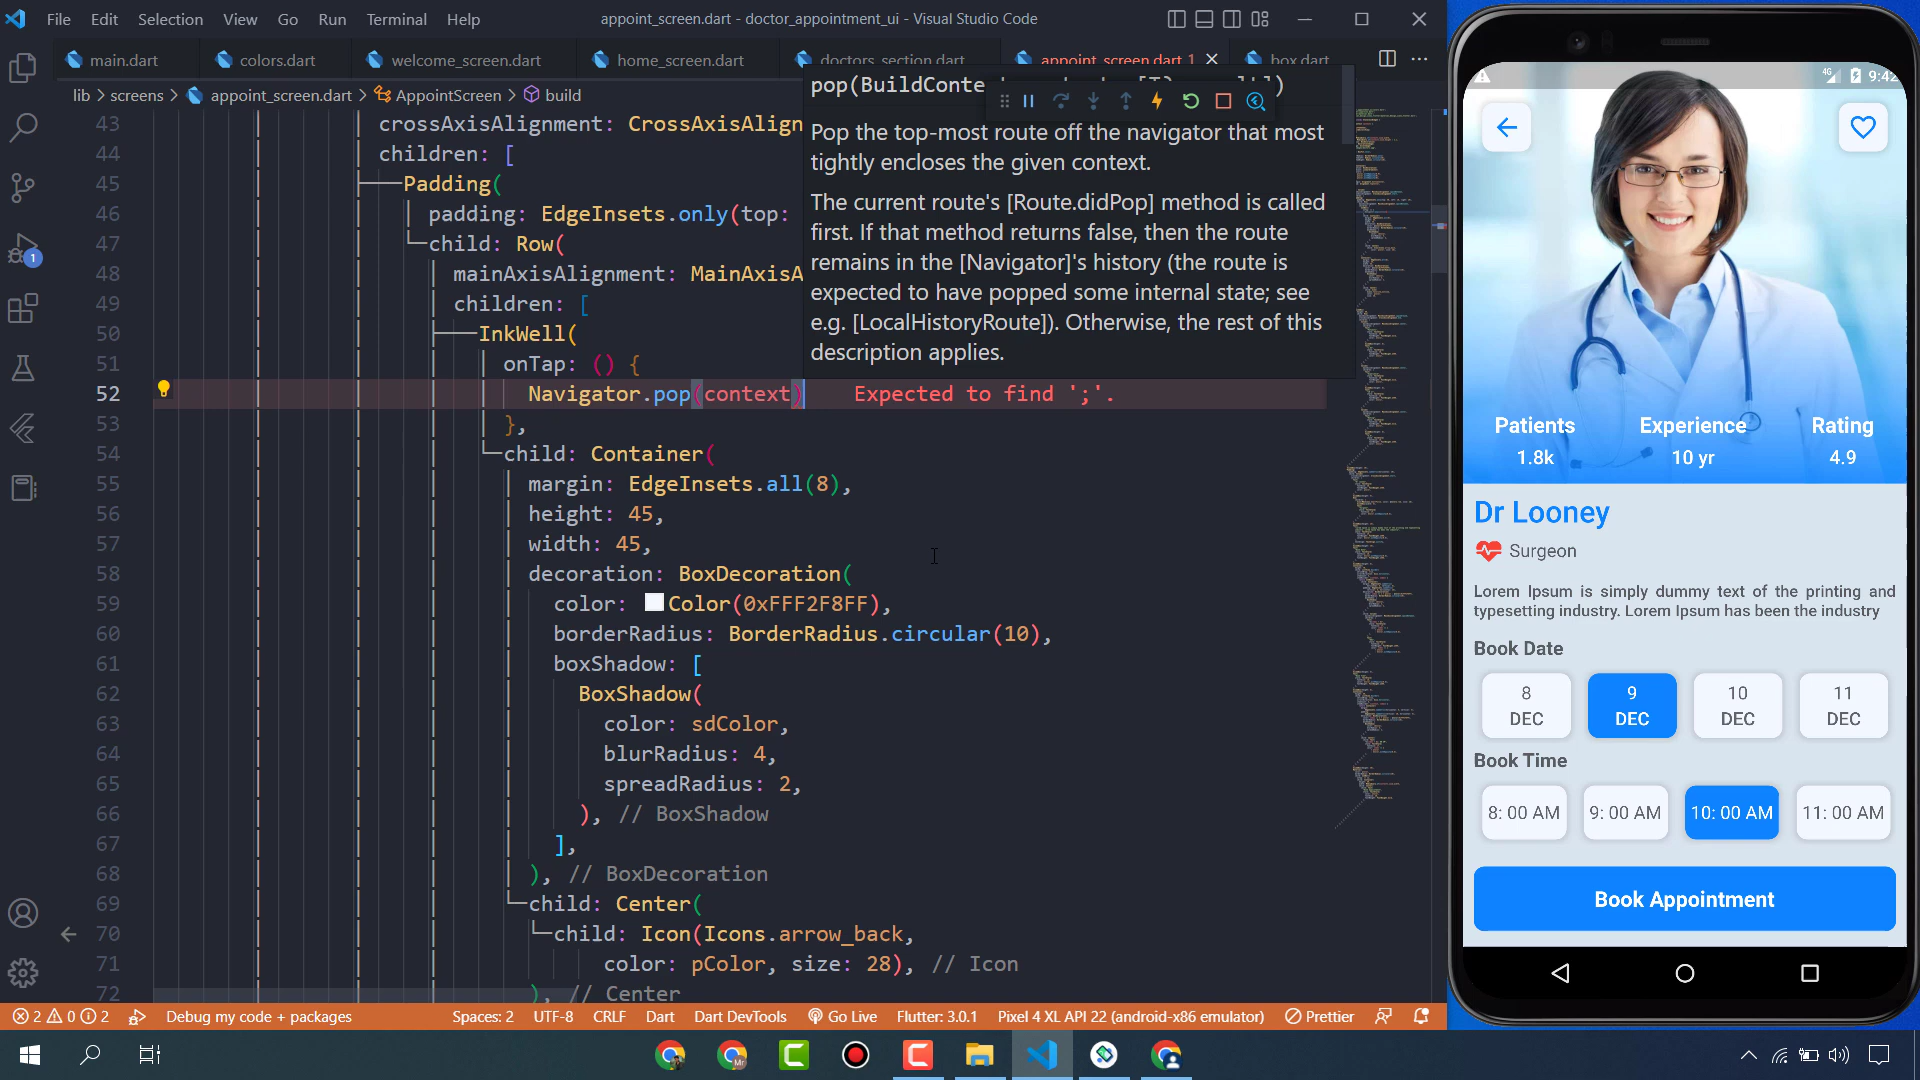 File Edit Selection View Go Run Terminal Help appoint_screen.dart - doctor_appointment_ui - Visual Studio Code
main.dart colors.dart welcome_screen.dart home_screen.dart doctors_section.dart appoint_screen.dart 1 box.dart
lib > screens > appoint_screen.dart > AppointScreen > build
pop(BuildConte
Pop the top-most route off the navigator that most
tightly encloses the given context.
The current route's [Route.didPop] method is called
first. If that method returns false, then the route
remains in the [Navigator]'s history (the route is
expected to have popped some internal state; see
e.g. [LocalHistoryRoute]). Otherwise, the rest of this
description applies.
43 crossAxisAlignment: CrossAxisAlign
44 children: [
45 Padding(
46 padding: EdgeInsets.only(top:
47 child: Row(
48 mainAxisAlignment: MainAxisA
49 children: [
50 InkWell(
51 onTap: () {
52 Navigator.pop(context) Expected to find ';'.
53 },
54 child: Container(
55 margin: EdgeInsets.all(8),
56 height: 45,
57 width: 45,
58 decoration: BoxDecoration(
59 color: Color(0xFFF2F8FF),
60 borderRadius: BorderRadius.circular(10),
61 boxShadow: [
62 BoxShadow(
63 color: sdColor,
64 blurRadius: 4,
65 spreadRadius: 2,
66 ), // BoxShadow
67 ],
68 ), // BoxDecoration
69 child: Center(
70 child: Icon(Icons.arrow_back,
71 color: pColor, size: 28), // Icon
72 ), // Center
1
2 0 2 Debug my code + packages Spaces: 2 UTF-8 CRLF Dart Dart DevTools Go Live Flutter: 3.0.1 Pixel 4 XL API 22 (android-x86 emulator) Prettier
4G 9:42
Patients Experience Rating
1.8k 10 yr 4.9
Dr Looney
Surgeon
Lorem Ipsum is simply dummy text of the printing and
typesetting industry. Lorem Ipsum has been the industry
Book Date
8 9 10 11
DEC DEC DEC DEC
Book Time
8: 00 AM 9: 00 AM 10: 00 AM 11: 00 AM
Book Appointment